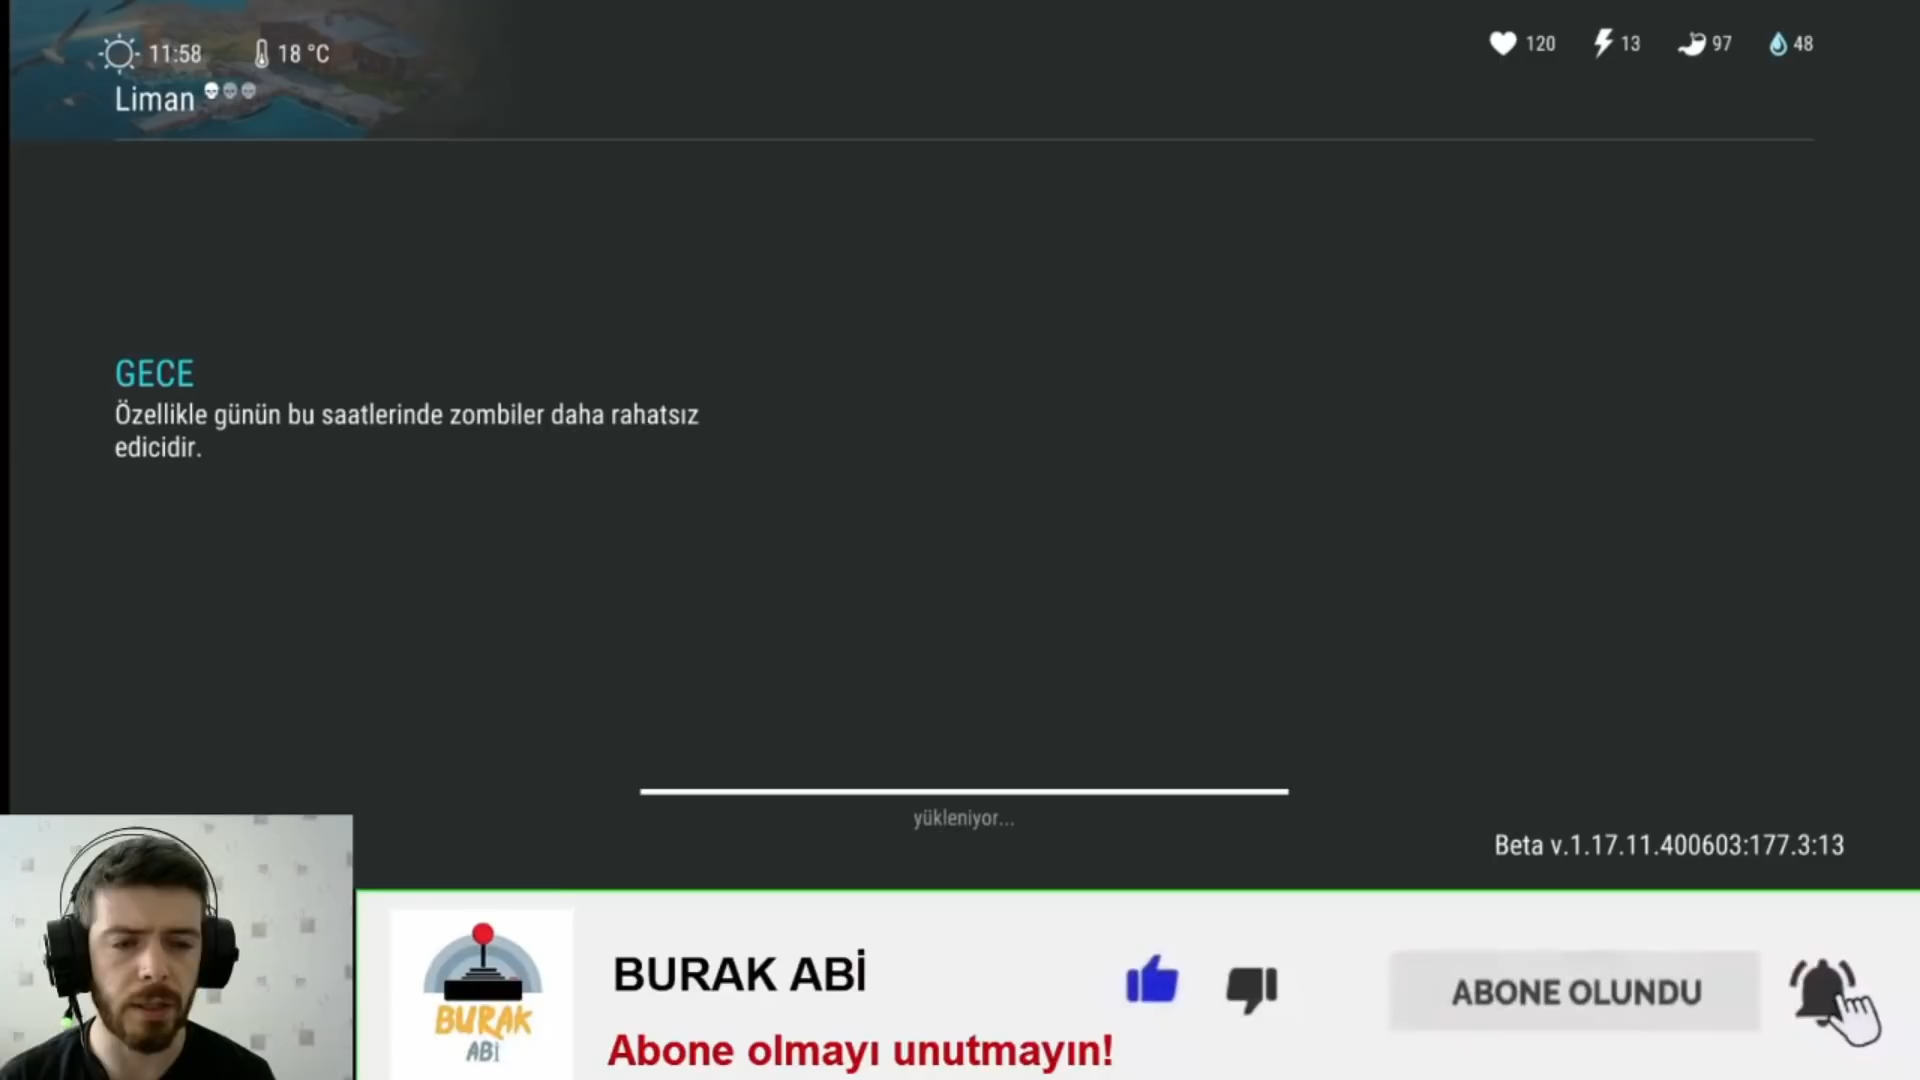 11:58
18 °C
120
13
97
48
Liman
GECE
Özellikle günün bu saatlerinde zombiler daha rahatsız
edicidir.
yükleniyor...
Beta v.1.17.11.400603:177.3:13
BURAK
ABİ
BURAK ABİ
Abone olmayı unutmayın!
ABONE OLUNDU